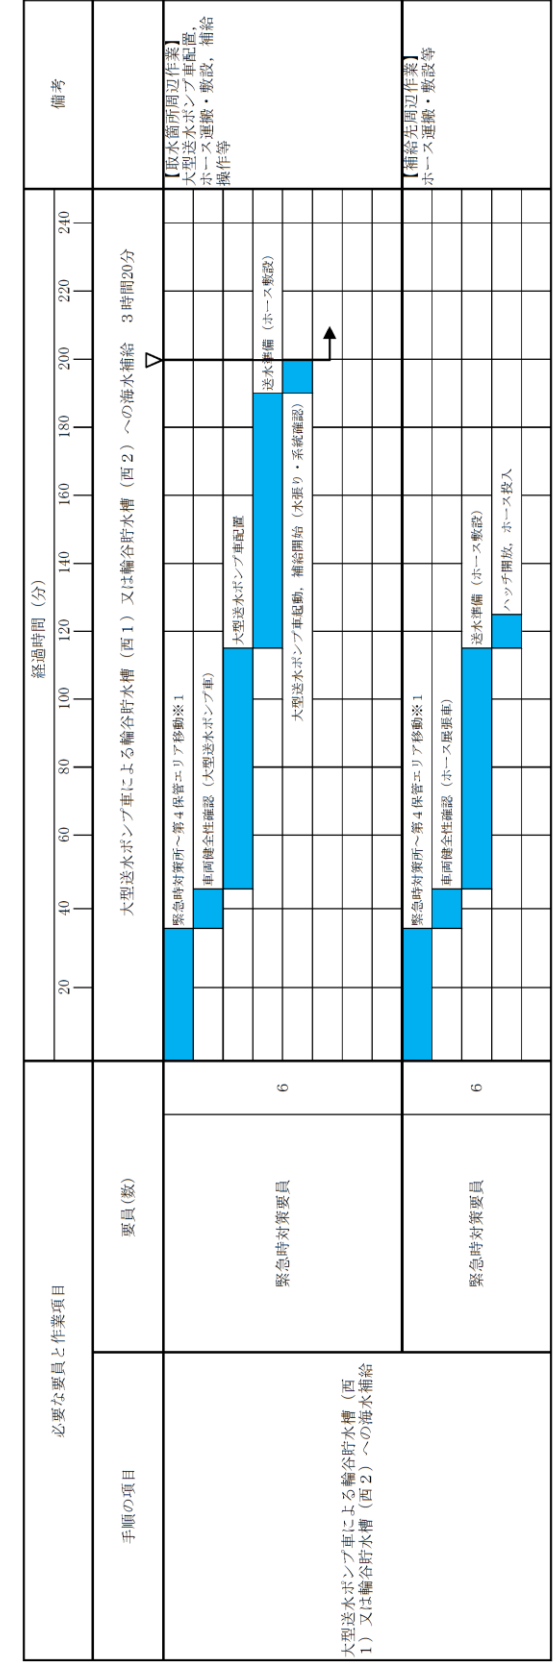 必要な要員と作業項目
経過時間（分）
備考
手順の項目
要員(数)
20
40
60
80
100
120
140
160
180
200
220
240
大型送水ポンプ車による輪谷貯水槽（西１）又は輪谷貯水槽（西２）への海水補給　３時間20分
大型送水ポンプ車による輪谷貯水槽（西
１）又は輪谷貯水槽（西２）への海水補給
緊急時対策要員
6
緊急時対策所～第４保管エリア移動※１
車両健全性確認（大型送水ポンプ車）
大型送水ポンプ車配置
送水準備（ホース敷設）
大型送水ポンプ車起動，補給開始（水張り・系統確認）
【取水箇所周辺作業】
大型送水ポンプ車配置，
ホース運搬・敷設，補給
操作等
緊急時対策要員
6
緊急時対策所～第４保管エリア移動※１
車両健全性確認（ホース展張車）
送水準備（ホース敷設）
ハッチ開放，ホース投入
【補給先周辺作業】
ホース運搬・敷設等